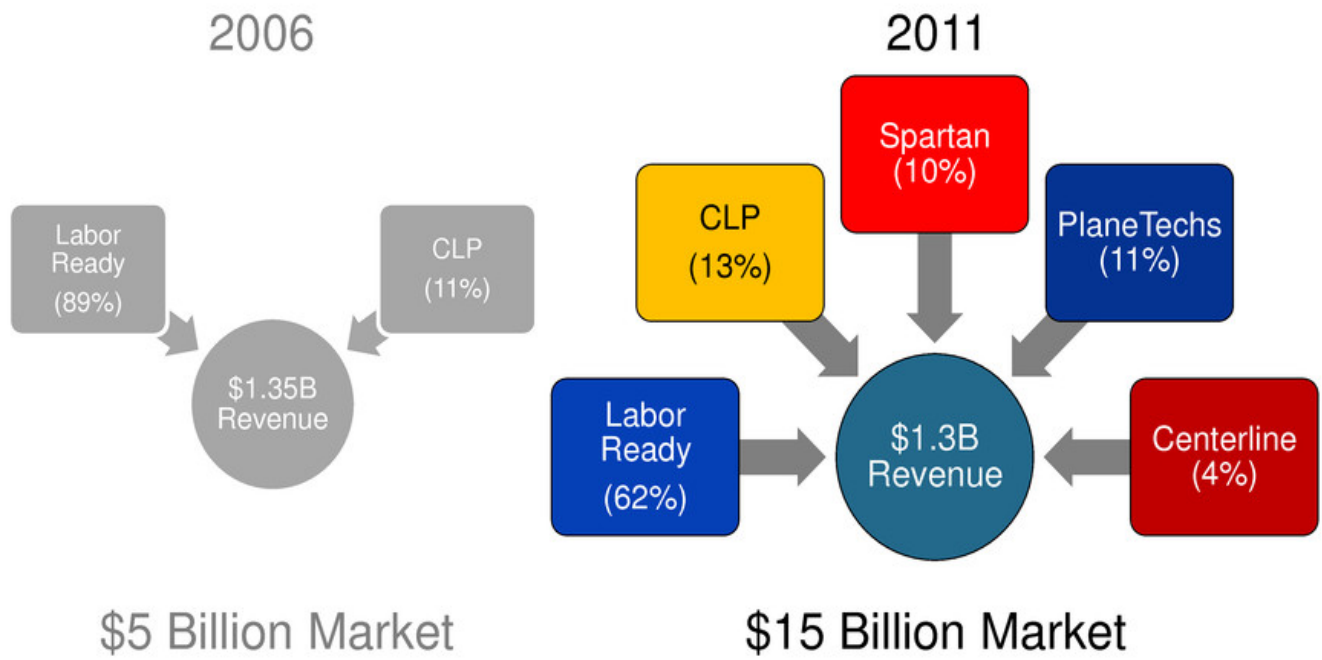 2006
Labor
Ready
(89%)
CLP
(11%)
$1.35B
Revenue
$5 Billion Market
2011
Spartan
(10%)
CLP
(13%)
PlaneTechs
(11%)
Labor
Ready
(62%)
$1.3B
Revenue
Centerline
(4%)
$15 Billion Market